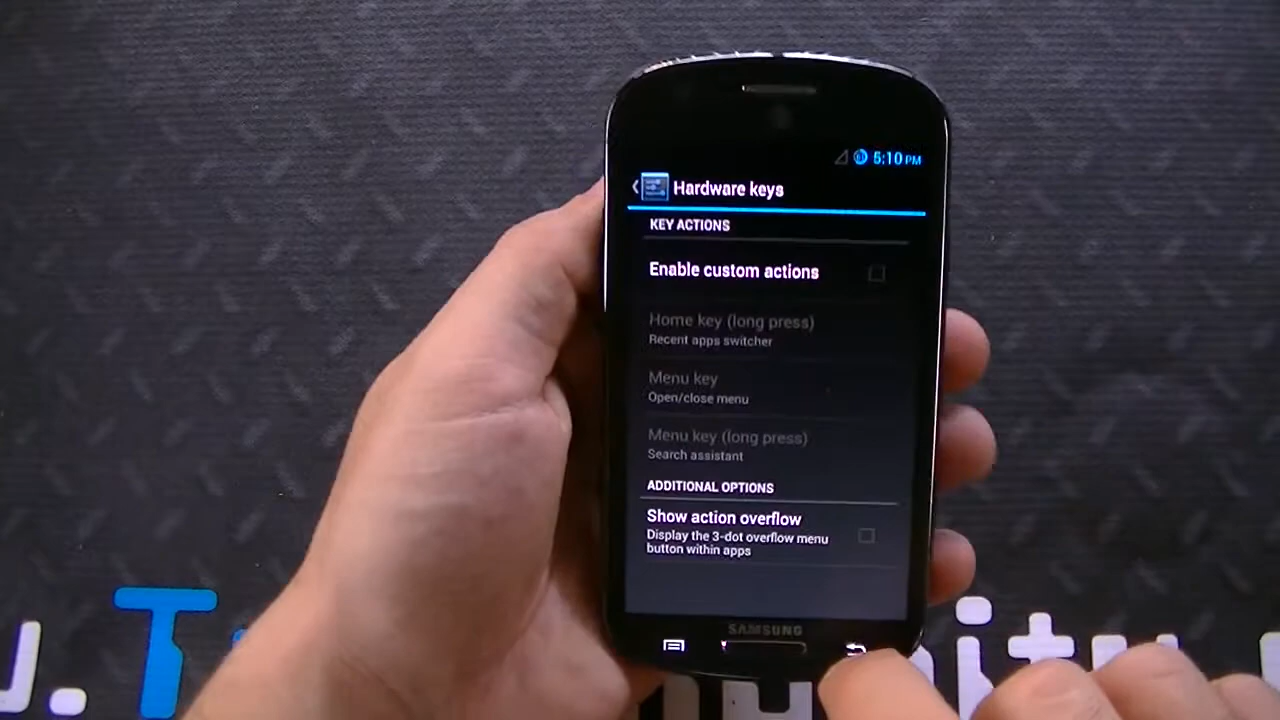 5:10 PM
Hardware keys
KEY ACTIONS
Enable custom actions
Home key (long press)
Recent apps switcher
Menu key
Open/close menu
Menu key (long press)
Search assistant
ADDITIONAL OPTIONS
Show action overflow
Display the 3-dot overflow menu
button within apps
SAMSUNG